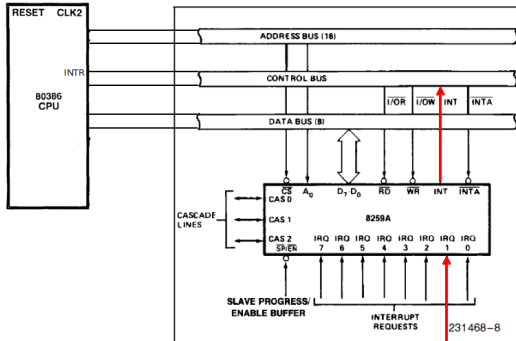 RESET CLK2
ADDRESS BUS (16)
INTR
CONTROL BUS
80386
CPU
I/OR I/OW INT INTA
DATA BUS (8)
CS A0 D7 D0 RD WR INT INTA
CAS 0
8259A
CASCADE
LINES
CAS 1
CAS 2
SP/EN
IRQ IRQ IRQ IRQ IRQ IRQ IRQ IRQ
7 6 5 4 3 2 1 0
SLAVE PROGRESS/
ENABLE BUFFER
INTERRUPT
REQUESTS
231468-8